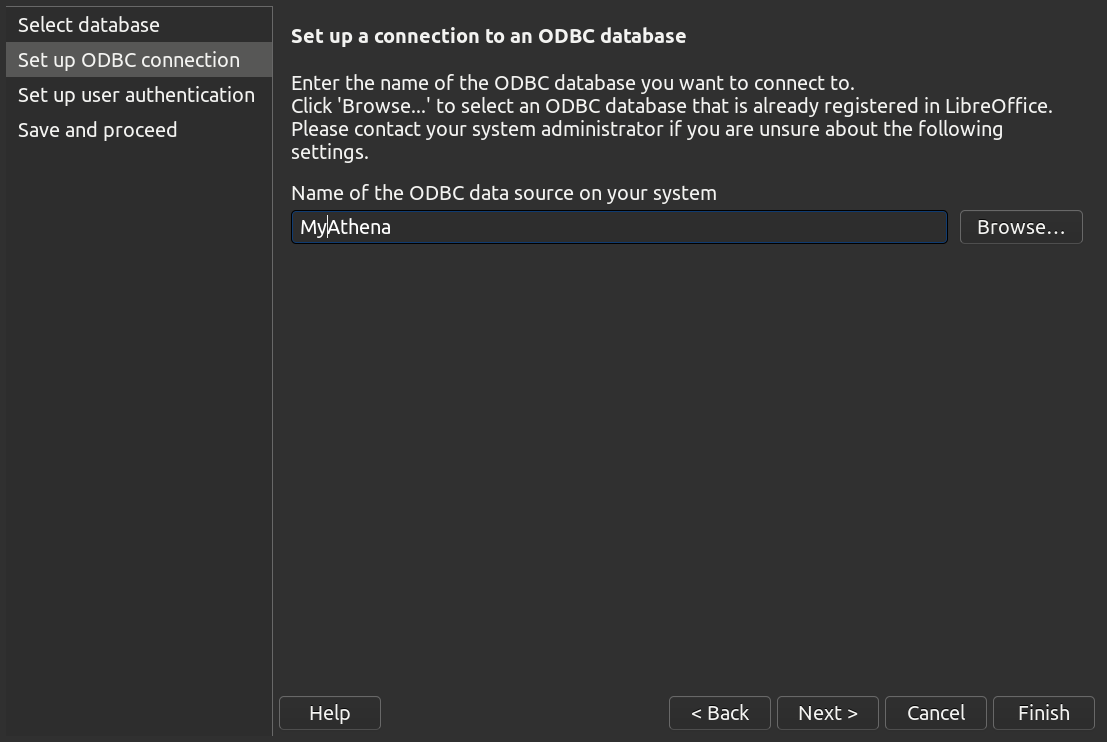 Select database
Set up ODBC connection
Set up user authentication
Save and proceed
Set up a connection to an ODBC database
Enter the name of the ODBC database you want to connect to.
Click 'Browse...' to select an ODBC database that is already registered in LibreOffice.
Please contact your system administrator if you are unsure about the following
settings.
Name of the ODBC data source on your system
MyAthena
Browse…
Help
< Back
Next >
Cancel
Finish